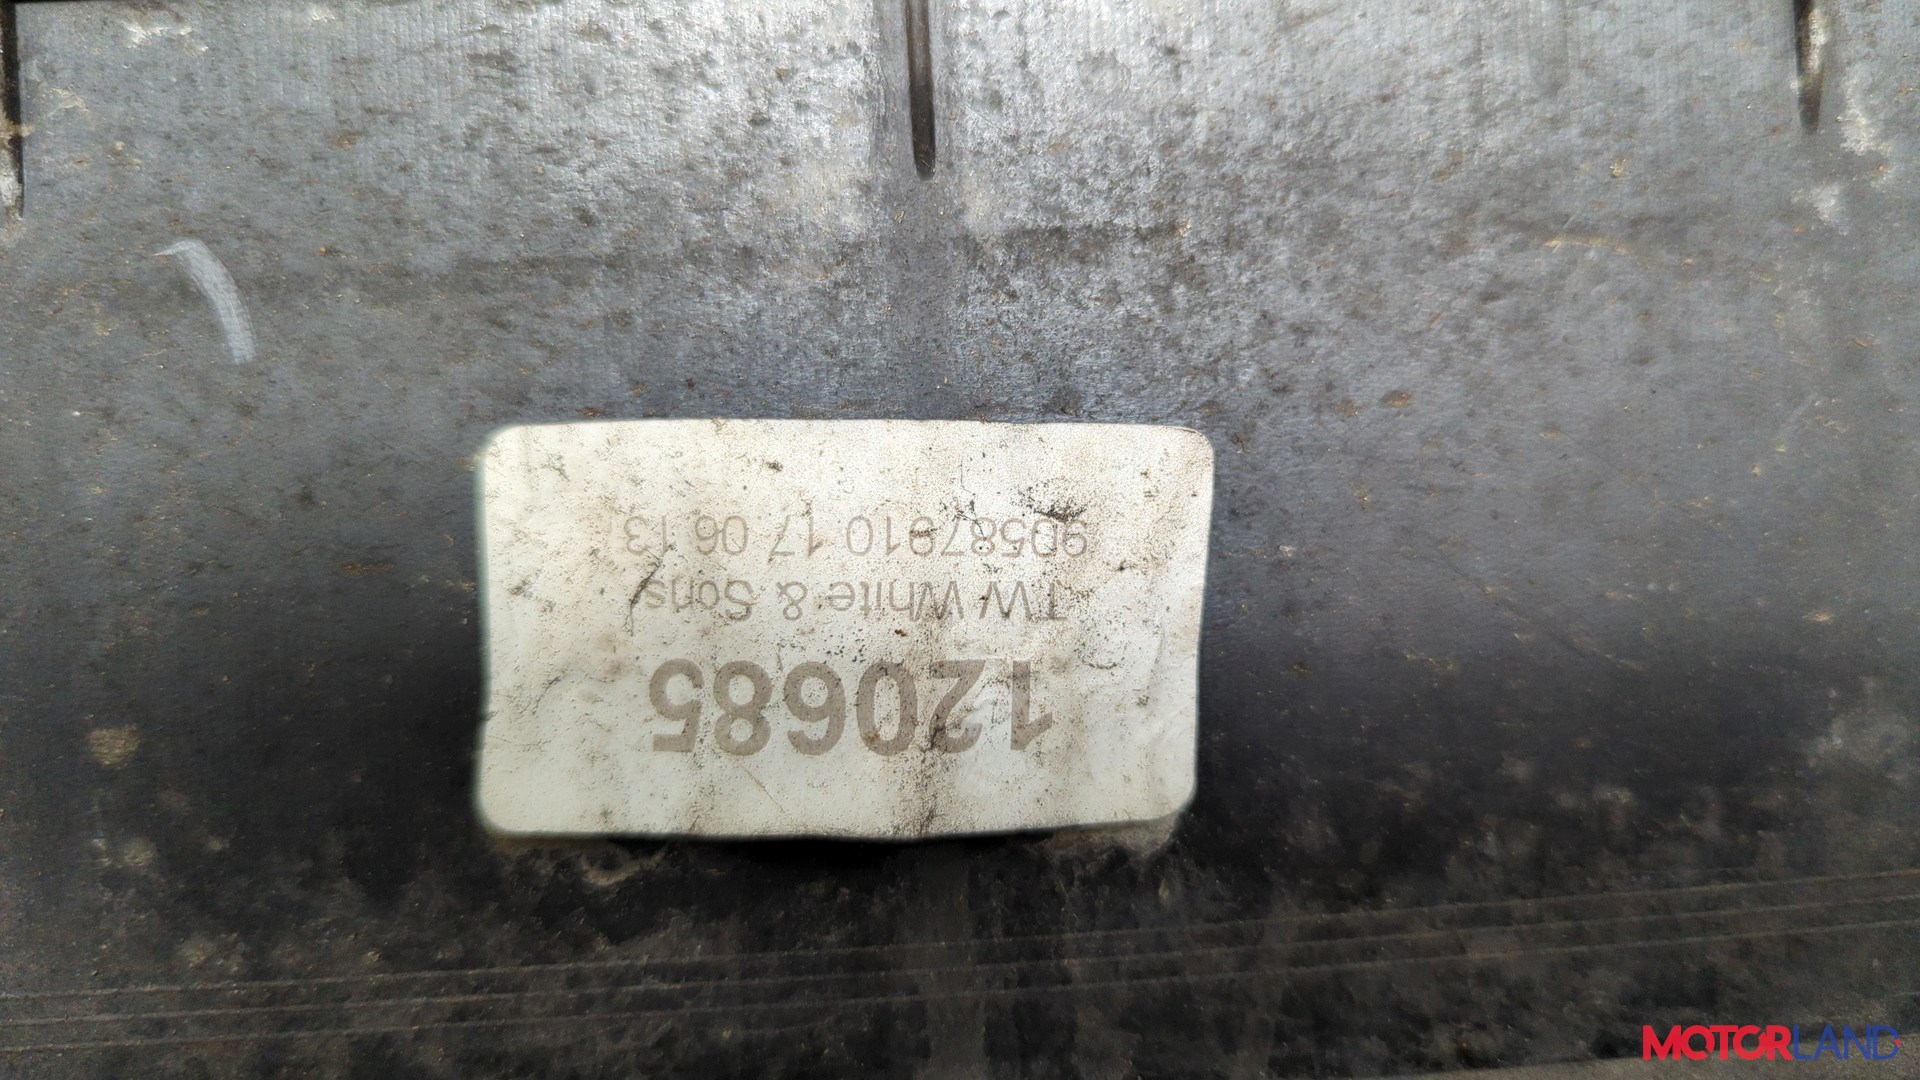 120685
TW White & Sons
90587910 17 06 13
MOTORLAND